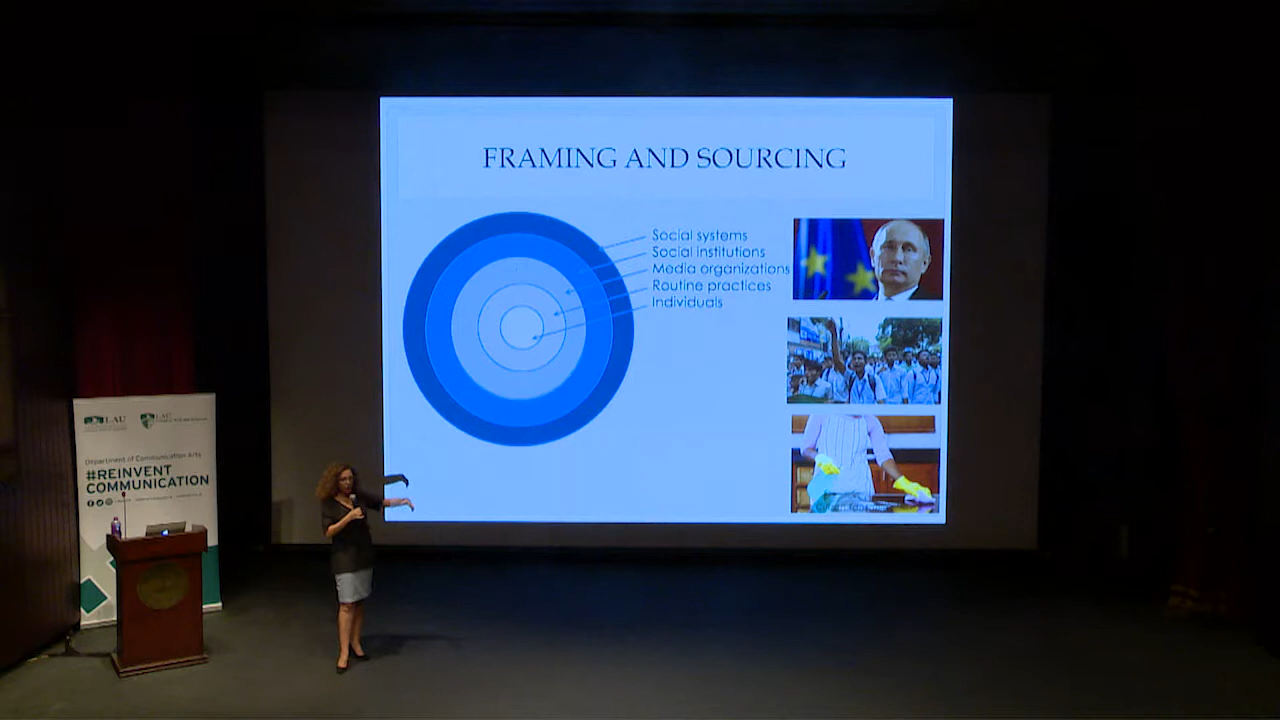 FRAMING AND SOURCING
Social systems
Social institutions
Media organizations
Routine practices
Individuals
LAU
LAU
Department of Communication Arts
#REINVENT
COMMUNICATION